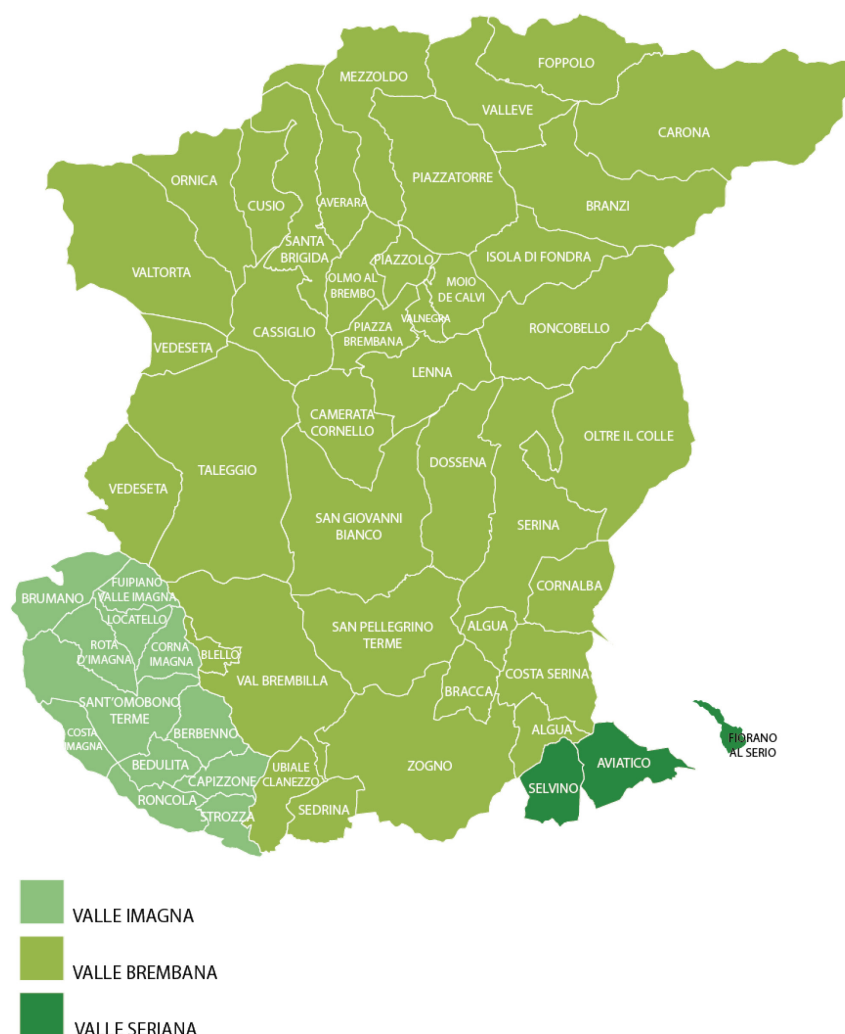 FOPPOLO
MEZZOLDO
VALLEVE
CARONA
ORNICA
PIAZZATORRE
CUSIO
AVERARA
BRANZI
SANTA
BRIGIDA
ISOLA DI FONDRA
PIAZZOLO
VALTORTA
OLMO AL
BREMBO
MOIO
DE CALVI
VALNEGRA
CASSIGLIO
PIAZZA
BREMBANA
RONCOBELLO
VEDESETA
LENNA
CAMERATA
CORNELLO
OLTRE IL COLLE
DOSSENA
TALEGGIO
VEDESETA
SAN GIOVANNI
BIANCO
SERINA
FUIPIANO
VALLE IMAGNA
CORNALBA
BRUMANO
LOCATELLO
SAN PELLEGRINO
TERME
ALGUA
ROTA
D'IMAGNA
CORNA
IMAGNA
BLELLO
COSTA SERINA
VAL BREMBILLA
BRACCA
SANT'OMOBONO
TERME
BERBENNO
COSTA
IMAGNA
ALGUA
FIORANO
AL SERIO
BEDULITA
UBIALE
CLANEZZO
ZOGNO
AVIATICO
CAPIZZONE
SELVINO
RONCOLA
SEDRINA
STROZZA
VALLE IMAGNA
VALLE BREMBANA
VALLE SERIANA